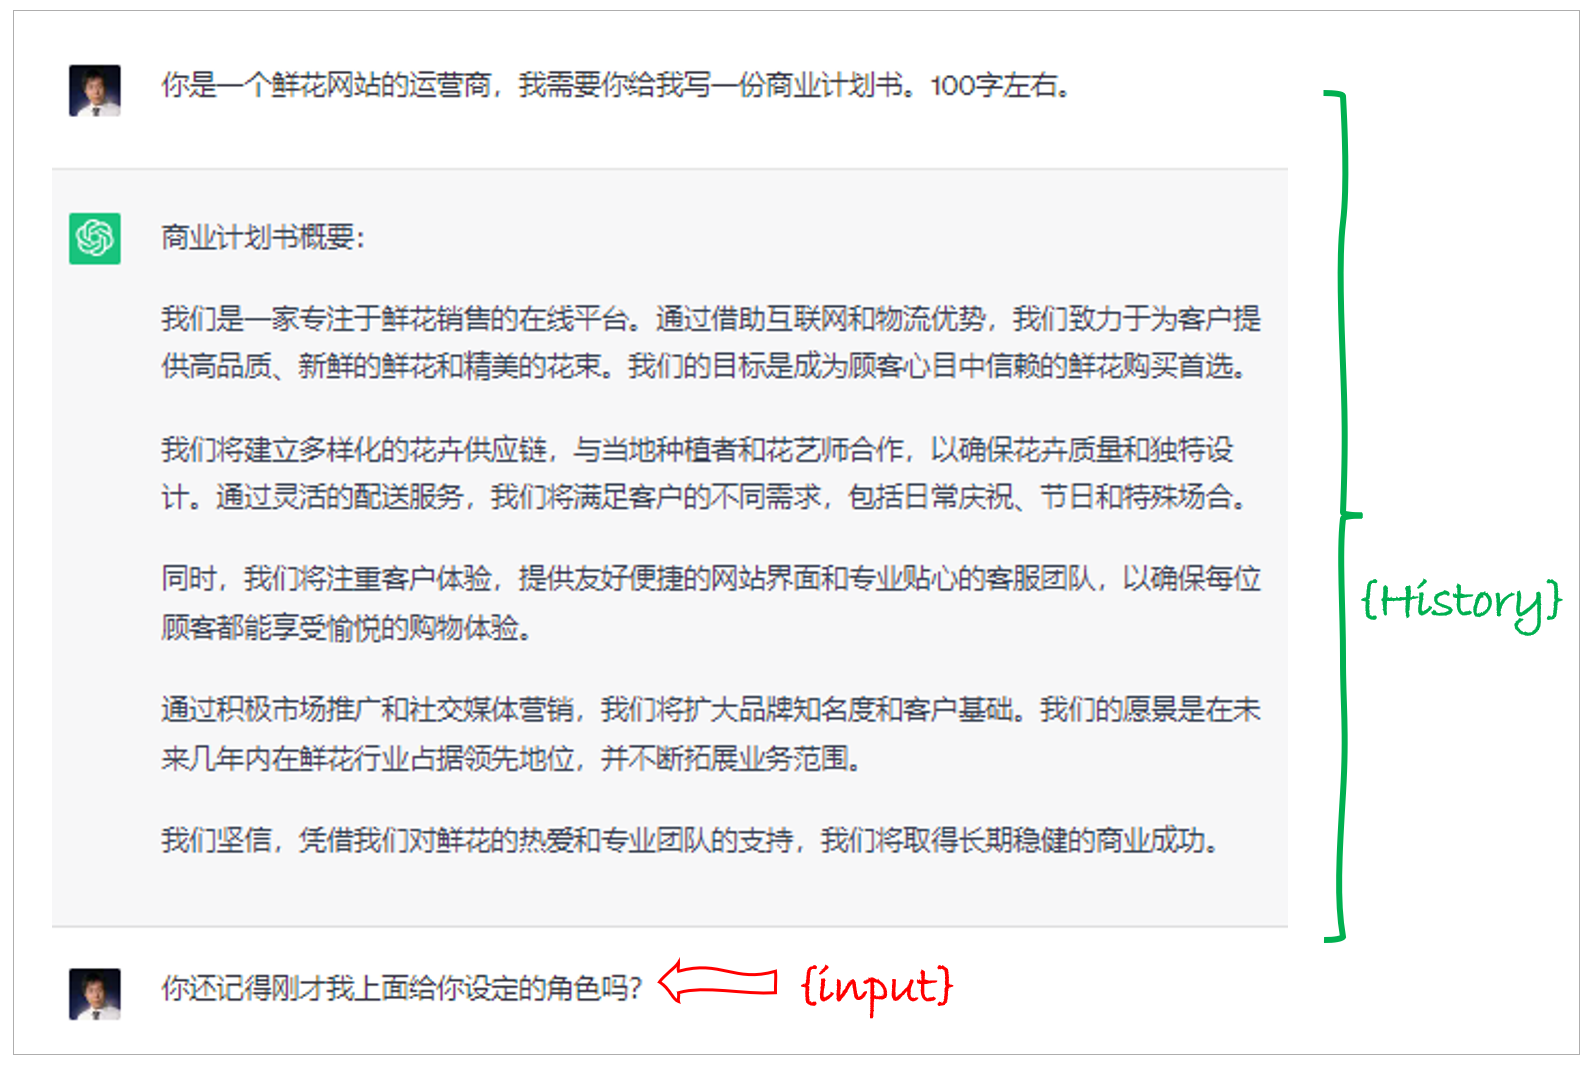 你是一个鲜花网站的运营商，我需要你给我写一份商业计划书。100字左右。
商业计划书概要：
我们是一家专注于鲜花销售的在线平台。通过借助互联网和物流优势，我们致力于为客户提
供高品质、新鲜的鲜花和精美的花束。我们的目标是成为顾客心目中信赖的鲜花购买首选。
我们将建立多样化的花卉供应链，与当地种植者和花艺师合作，以确保花卉质量和独特设
计。通过灵活的配送服务，我们将满足客户的不同需求，包括日常庆祝、节日和特殊场合。
同时，我们将注重客户体验，提供友好便捷的网站界面和专业贴心的客服团队，以确保每位
顾客都能享受愉悦的购物体验。
通过积极市场推广和社交媒体营销，我们将扩大品牌知名度和客户基础。我们的愿景是在未
来几年内在鲜花行业占据领先地位，并不断拓展业务范围。
我们坚信，凭借我们对鲜花的热爱和专业团队的支持，我们将取得长期稳健的商业成功。
{History}
你还记得刚才我上面给你设定的角色吗？
{input}